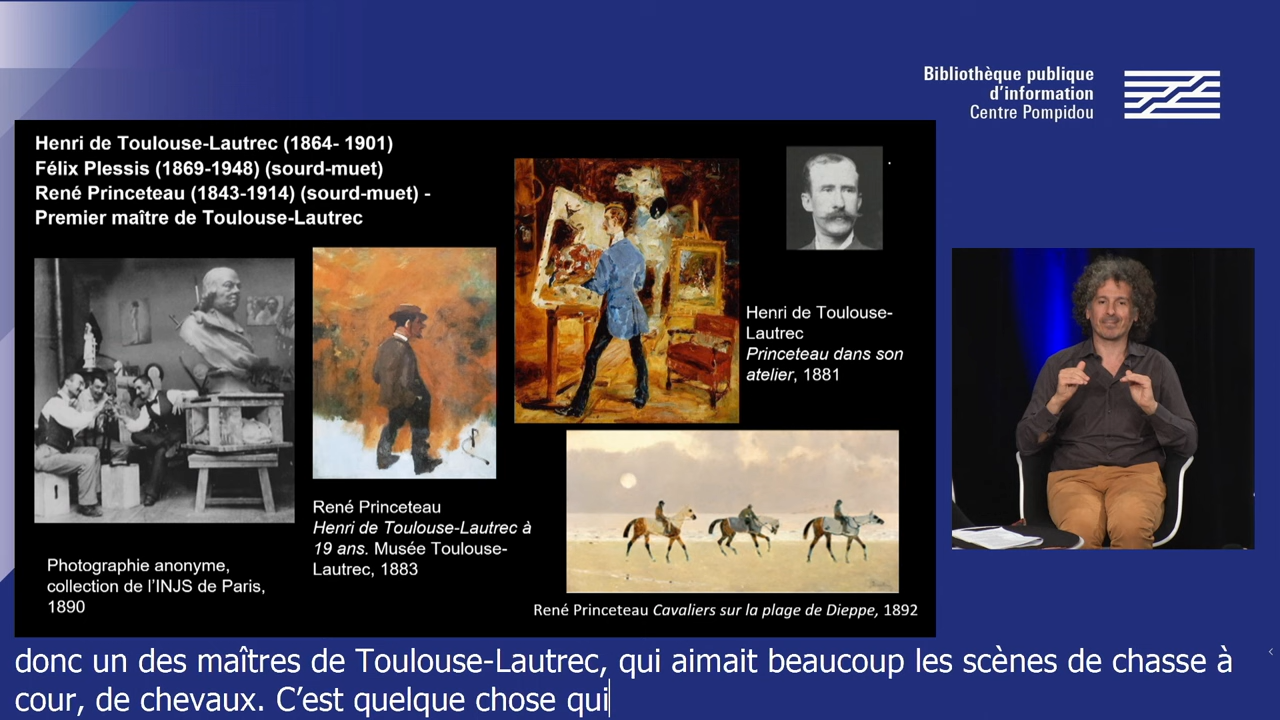 Bibliothèque publique
d'information
Centre Pompidou
Henri de Toulouse-Lautrec (1864- 1901)
Félix Plessis (1869-1948) (sourd-muet)
René Princeteau (1843-1914) (sourd-muet) -
Premier maître de Toulouse-Lautrec
Henri de Toulouse-
Lautrec
Princeteau dans son
atelier, 1881
René Princeteau
Henri de Toulouse-Lautrec à
19 ans. Musée Toulouse-
Lautrec, 1883
Photographie anonyme,
collection de l'INJS de Paris,
1890
René Princeteau Cavaliers sur la plage de Dieppe, 1892
donc un des maîtres de Toulouse-Lautrec, qui aimait beaucoup les scènes de chasse à
cour, de chevaux. C'est quelque chose qui